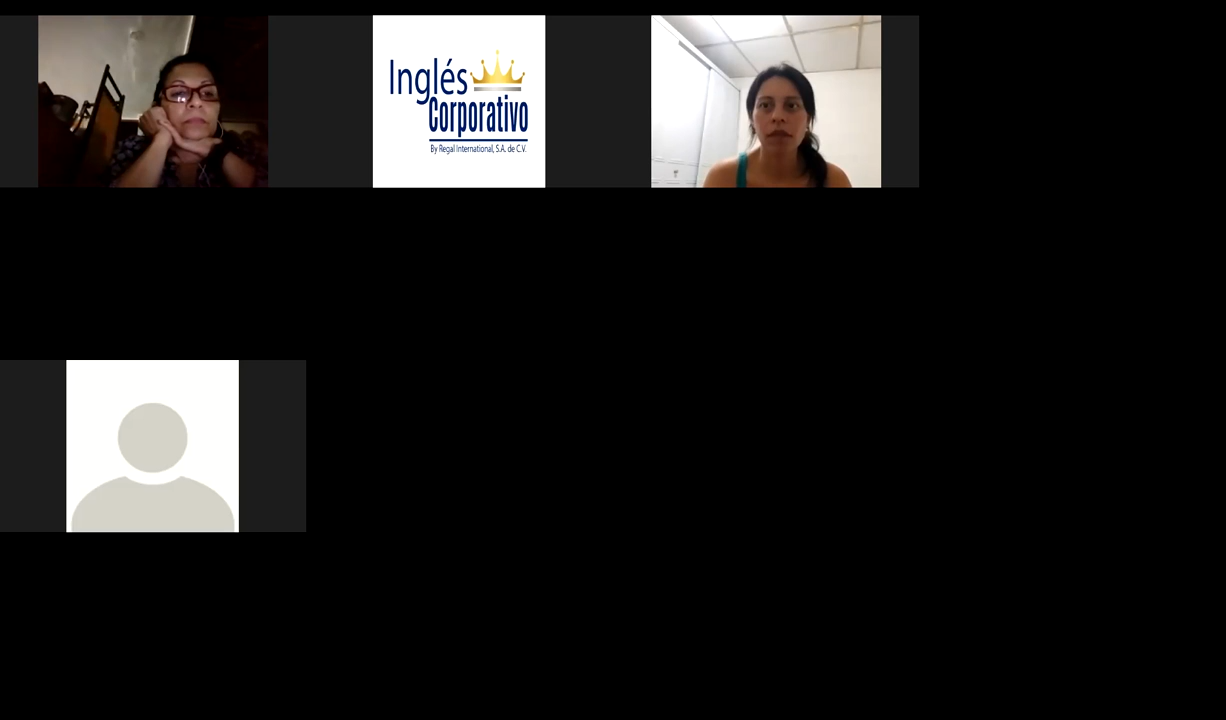 Inglés
Corporativo
By Regal International, S.A. de C.V.